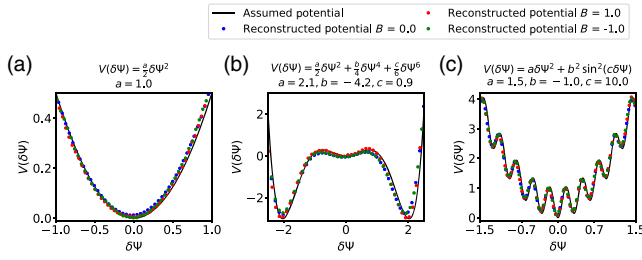 Assumed potential
Reconstructed potential B = 0.0
Reconstructed potential B = 1.0
Reconstructed potential B = -1.0
(a)
V(δΨ) = a/2 δΨ²
a = 1.0
0.4
0.2
0.0
V(δΨ)
−1.0 −0.5 0.0 0.5 1.0
δΨ
(b)
V(δΨ) = a/2 δΨ² + b/4 δΨ⁴ + c/6 δΨ⁶
a = 2.1, b = −4.2, c = 0.9
2
0
−2
V(δΨ)
−2 0 2
δΨ
(c)
V(δΨ) = aδΨ² + b² sin²(cδΨ)
a = 1.5, b = −1.0, c = 10.0
4
3
2
1
0
V(δΨ)
−1.5 −0.7 0.0 0.7 1.5
δΨ